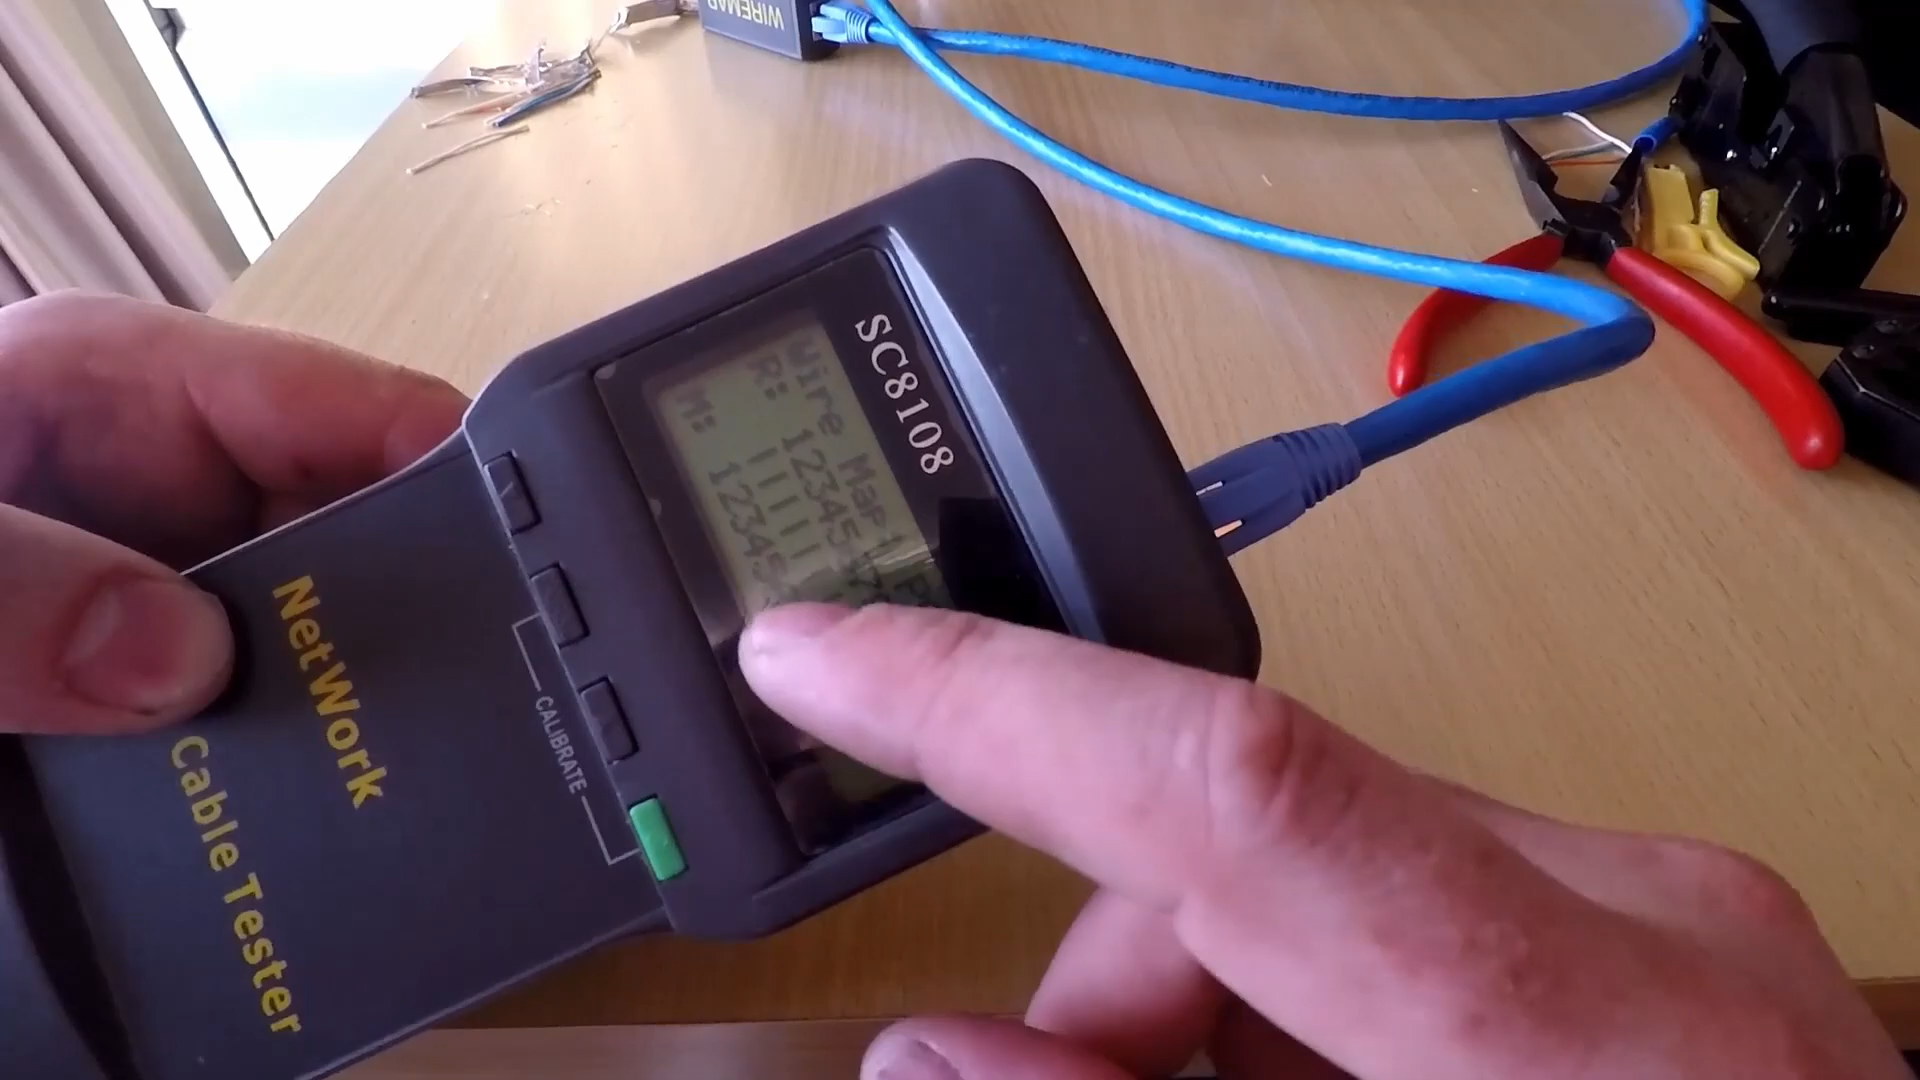 WIREMAP
SC8108
Wire Map:
R: 12345
M: 12345
CALIBRATE
NetWork
Cable Tester